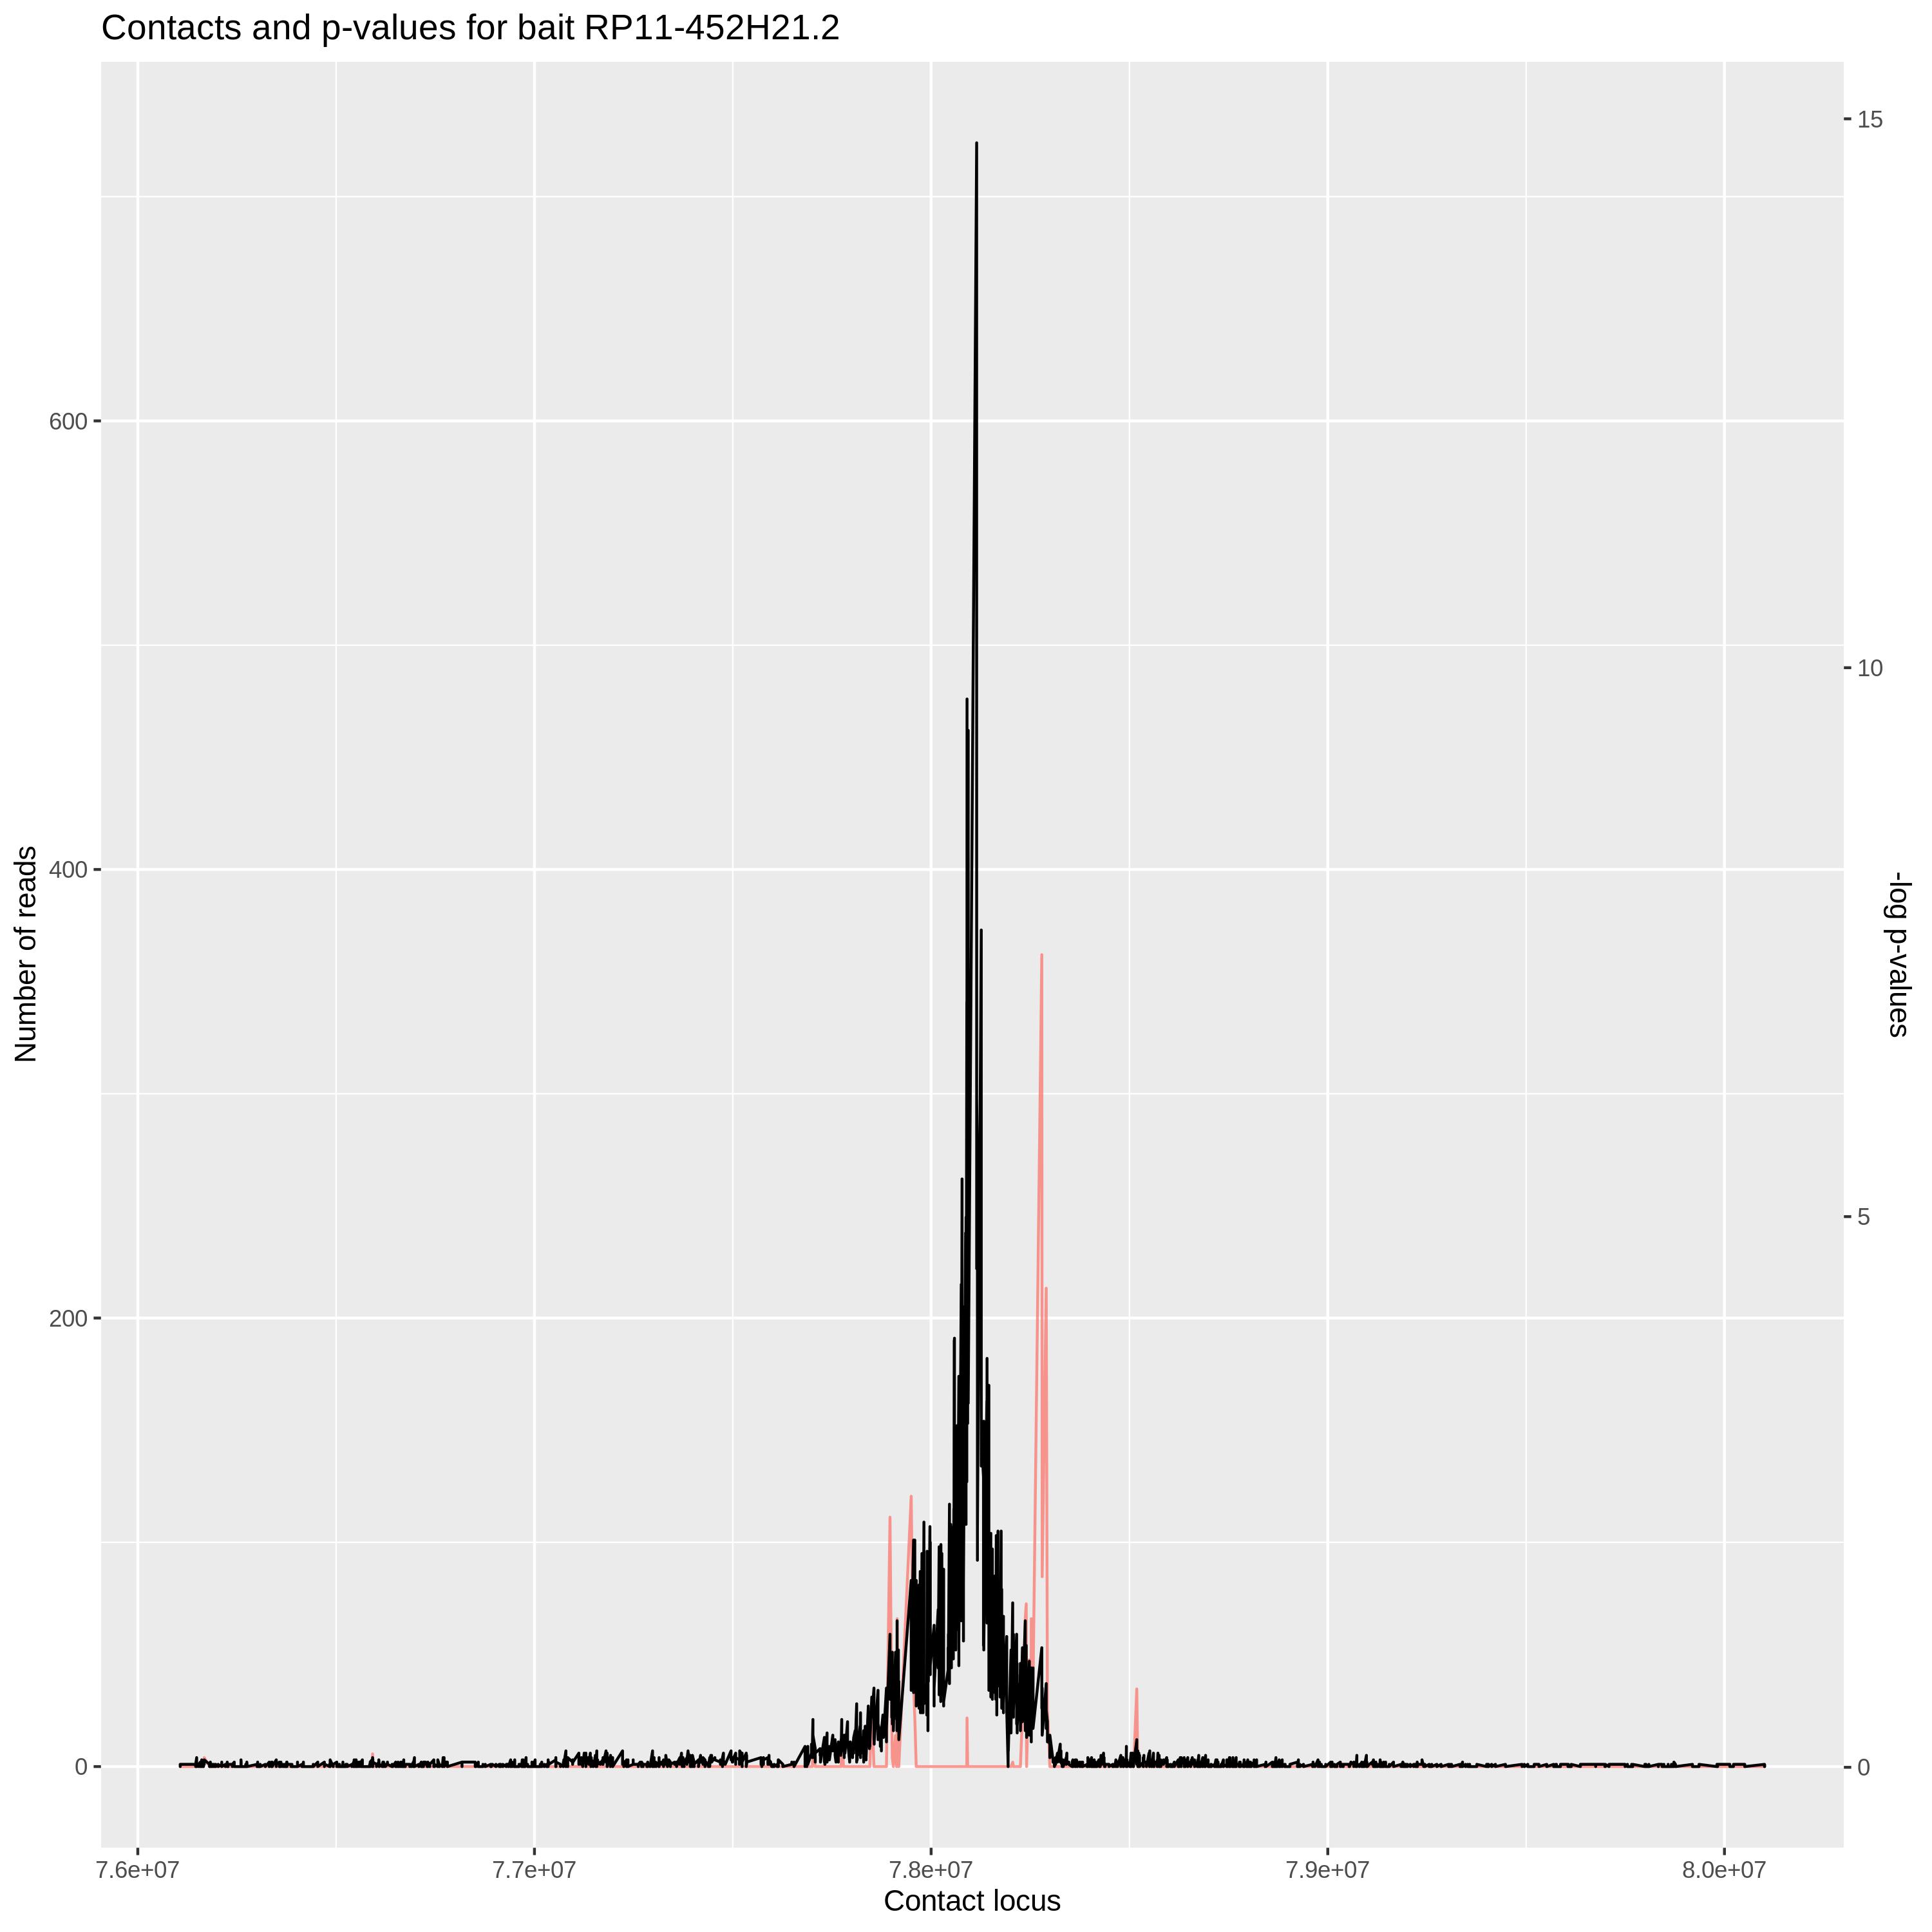 Contacts and p-values for bait RP11-452H21.2
15
600
10
Number of reads
400
-log p-values
5
200
0
0
7.6e+07 7.7e+07 7.8e+07 7.9e+07 8.0e+07
Contact locus